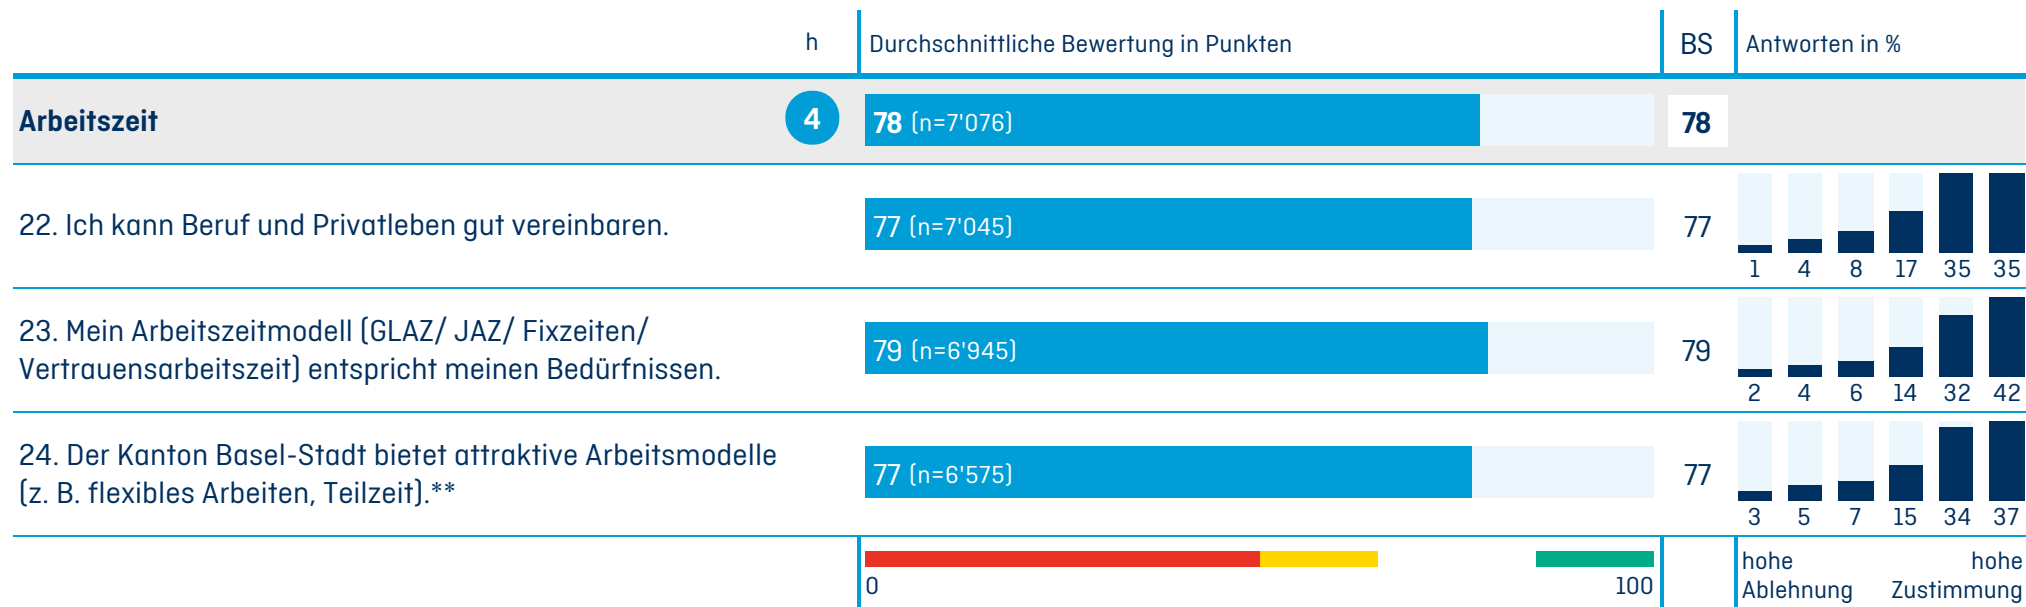 h Durchschnittliche Bewertung in Punkten BS Antworten in %
Arbeitszeit 4 78 (n=7'076) 78
22. Ich kann Beruf und Privatleben gut vereinbaren. 77 (n=7'045) 77
1 4 8 17 35 35
23. Mein Arbeitszeitmodell (GLAZ/ JAZ/ Fixzeiten/
Vertrauensarbeitszeit) entspricht meinen Bedürfnissen. 79 (n=6'945) 79
2 4 6 14 32 42
24. Der Kanton Basel-Stadt bietet attraktive Arbeitsmodelle
(z. B. flexibles Arbeiten, Teilzeit).** 77 (n=6'575) 77
3 5 7 15 34 37
0 100
hohe Ablehnung
hohe Zustimmung